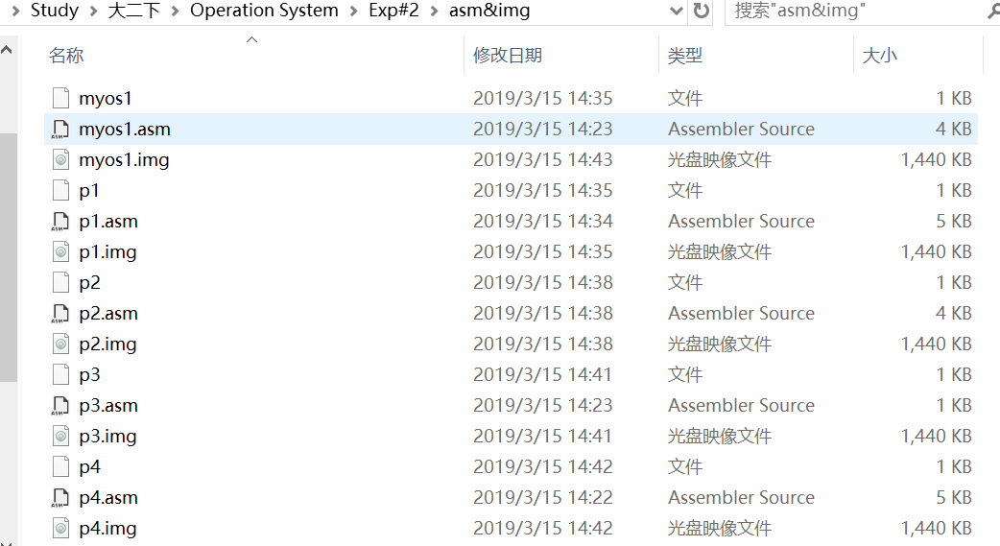 Study 大二下 Operation System Exp#2 asm&img 搜索"asm&img"
名称 修改日期 类型 大小
myos1 2019/3/15 14:35 文件 1 KB
myos1.asm 2019/3/15 14:23 Assembler Source 4 KB
myos1.img 2019/3/15 14:43 光盘映像文件 1,440 KB
p1 2019/3/15 14:35 文件 1 KB
p1.asm 2019/3/15 14:34 Assembler Source 5 KB
p1.img 2019/3/15 14:35 光盘映像文件 1,440 KB
p2 2019/3/15 14:38 文件 1 KB
p2.asm 2019/3/15 14:38 Assembler Source 4 KB
p2.img 2019/3/15 14:38 光盘映像文件 1,440 KB
p3 2019/3/15 14:41 文件 1 KB
p3.asm 2019/3/15 14:23 Assembler Source 1 KB
p3.img 2019/3/15 14:41 光盘映像文件 1,440 KB
p4 2019/3/15 14:42 文件 1 KB
p4.asm 2019/3/15 14:22 Assembler Source 5 KB
p4.img 2019/3/15 14:42 光盘映像文件 1,440 KB